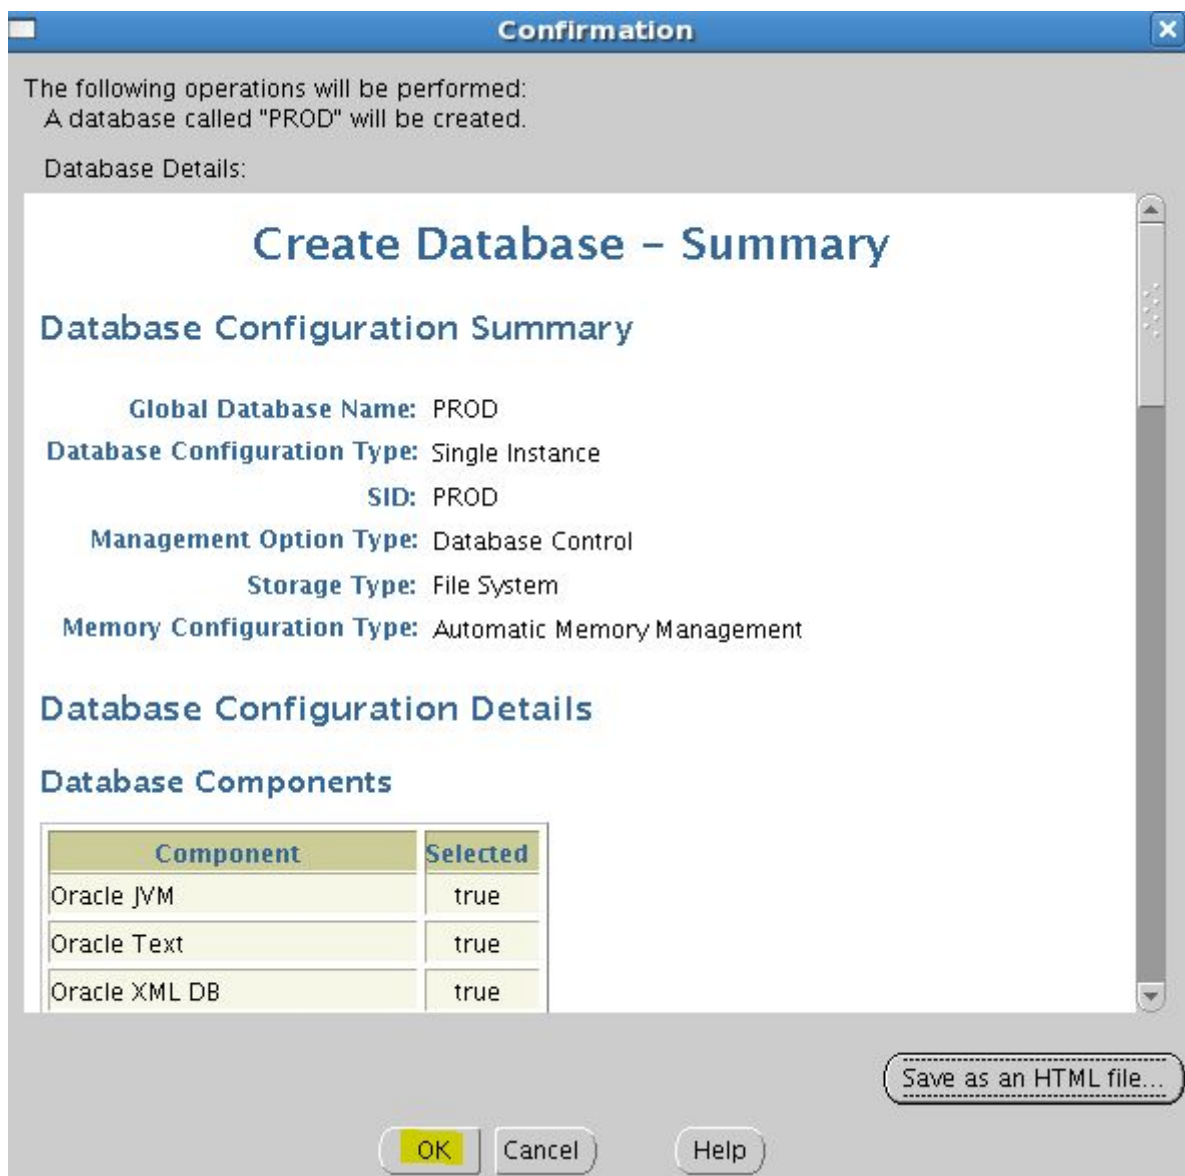 Confirmation
The following operations will be performed:
A database called "PROD" will be created.
Database Details:
Create Database – Summary
Database Configuration Summary
Global Database Name: PROD
Database Configuration Type: Single Instance
SID: PROD
Management Option Type: Database Control
Storage Type: File System
Memory Configuration Type: Automatic Memory Management
Database Configuration Details
Database Components
Component Selected
Oracle JVM true
Oracle Text true
Oracle XML DB true
Save as an HTML file...
OK Cancel Help